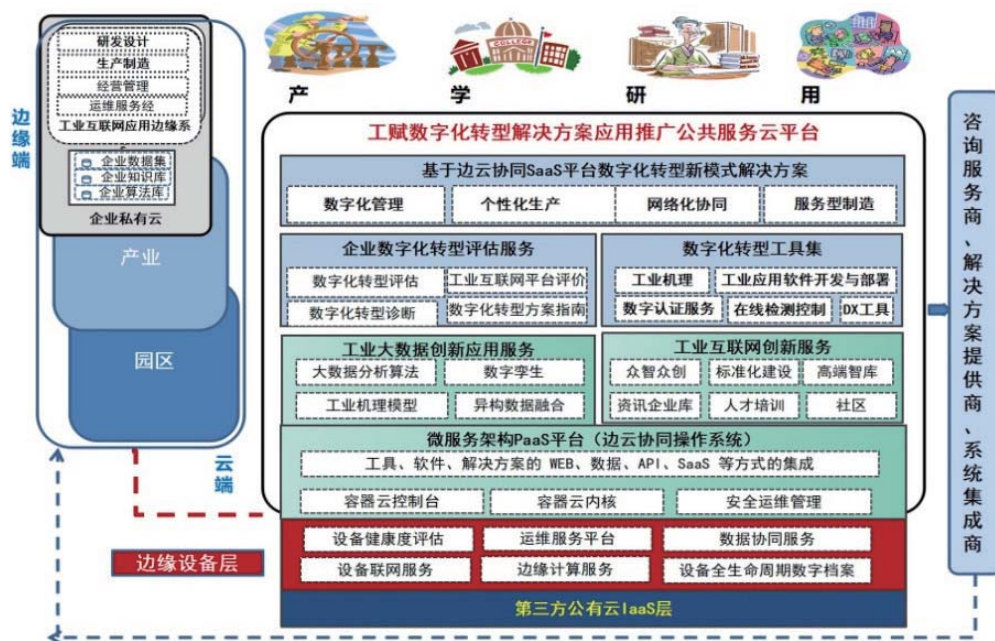 研发设计
生产制造
经营管理
运维服务经
工业互联网应用边缘系
企业数据集
企业知识库
企业算法库
企业私有云
边缘端
产业
园区
云端
边缘设备层
COLLEGE
产 学 研 用
工赋数字化转型解决方案应用推广公共服务云平台
基于边云协同SaaS平台数字化转型新模式解决方案
数字化管理 个性化生产 网络化协同 服务型制造
企业数字化转型评估服务
数字化转型评估 工业互联网平台评价
数字化转型诊断 数字化转型方案指南
数字化转型工具集
工业机理 工业应用软件开发与部署
数字认证服务 在线检测控制 DX工具
工业大数据创新应用服务
大数据分析算法 数字孪生
工业机理模型 异构数据融合
工业互联网创新服务
众智众创 标准化建设 高端智库
资讯企业库 人才培训 社区
微服务架构PaaS平台（边云协同操作系统）
工具、软件、解决方案的 WEB、数据、API、SaaS 等方式的集成
容器云控制台 容器云内核 安全运维管理
设备健康度评估 运维服务平台 数据协同服务
设备联网服务 边缘计算服务 设备全生命周期数字档案
第三方公有云IaaS层
咨询服务商、解决方案提供商、系统集成商